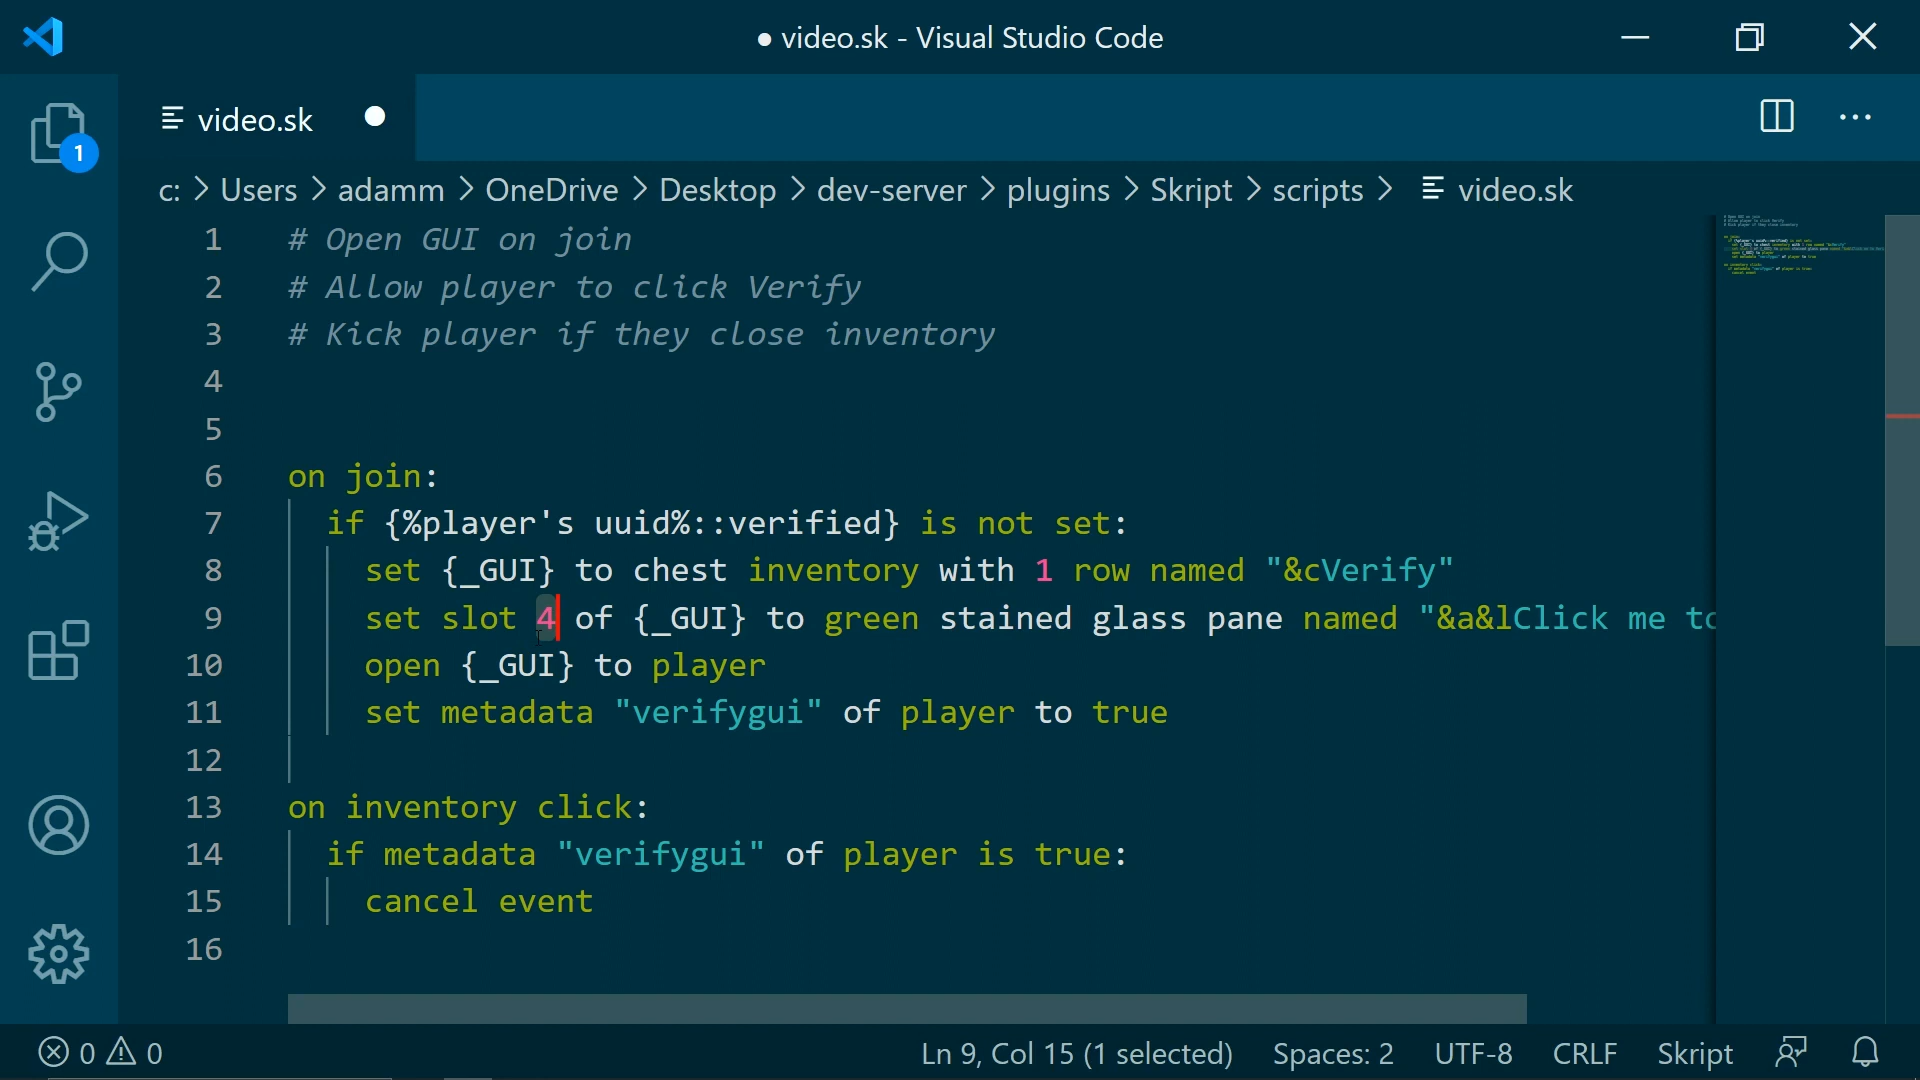 ● video.sk - Visual Studio Code
video.sk
1
c: > Users > adamm > OneDrive > Desktop > dev-server > plugins > Skript > scripts > video.sk
1 # Open GUI on join
2 # Allow player to click Verify
3 # Kick player if they close inventory
4
5
6 on join:
7 if {%player's uuid%::verified} is not set:
8 set {_GUI} to chest inventory with 1 row named "&cVerify"
9 set slot 4 of {_GUI} to green stained glass pane named "&a&lClick me to
10 open {_GUI} to player
11 set metadata "verifygui" of player to true
12
13 on inventory click:
14 if metadata "verifygui" of player is true:
15 cancel event
16
0 0 Ln 9, Col 15 (1 selected) Spaces: 2 UTF-8 CRLF Skript